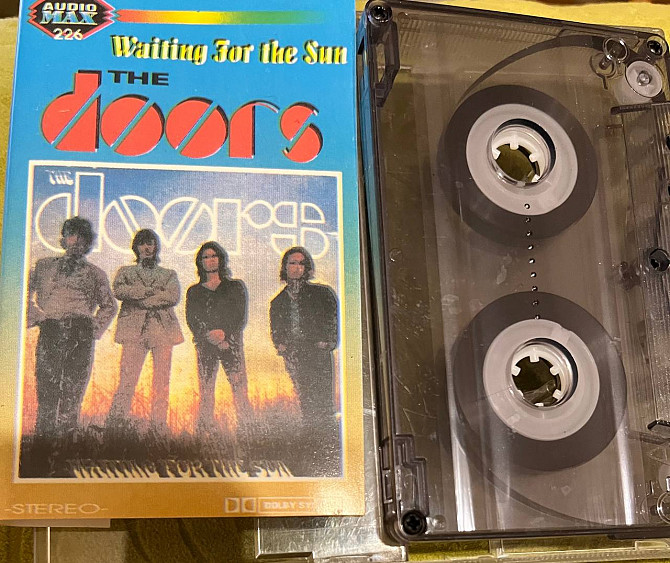 AUDIO
MAX
226
Waiting For the Sun
THE
doors
THE
doors
WAITING FOR THE SUN
-STEREO-
DOLBY SY